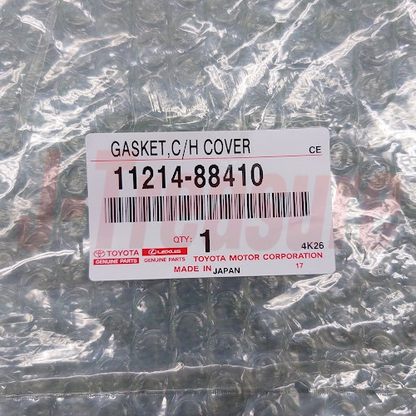 GASKET,C/H COVER CE
11214-88410
QTY: 1 4K26
TOYOTA LEXUS TOYOTA MOTOR CORPORATION
GENUINE PARTS GENUINE PARTS
MADE IN JAPAN 17
J-Treasure